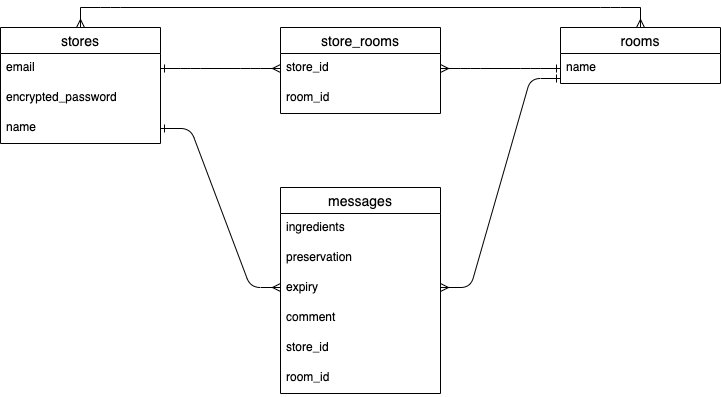 stores
email
encrypted_password
name
store_rooms
store_id
room_id
rooms
name
messages
ingredients
preservation
expiry
comment
store_id
room_id